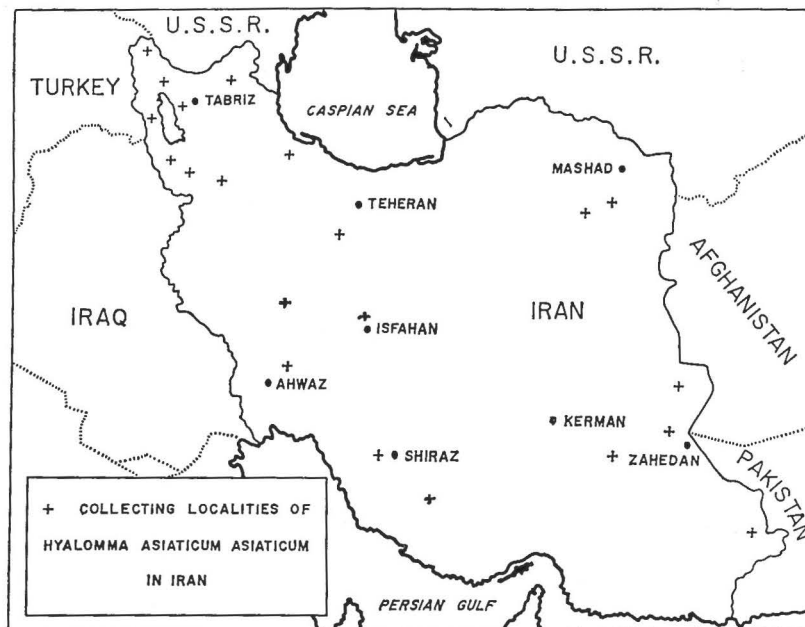 U.S.S.R.
U.S.S.R.
TURKEY
TABRIZ
CASPIAN SEA
MASHAD
TEHERAN
AFGHANISTAN
IRAQ
IRAN
ISFAHAN
AHWAZ
KERMAN
SHIRAZ
ZAHEDAN
PAKISTAN
+ COLLECTING LOCALITIES OF
HYALOMMA ASIATICUM ASIATICUM
IN IRAN
PERSIAN GULF